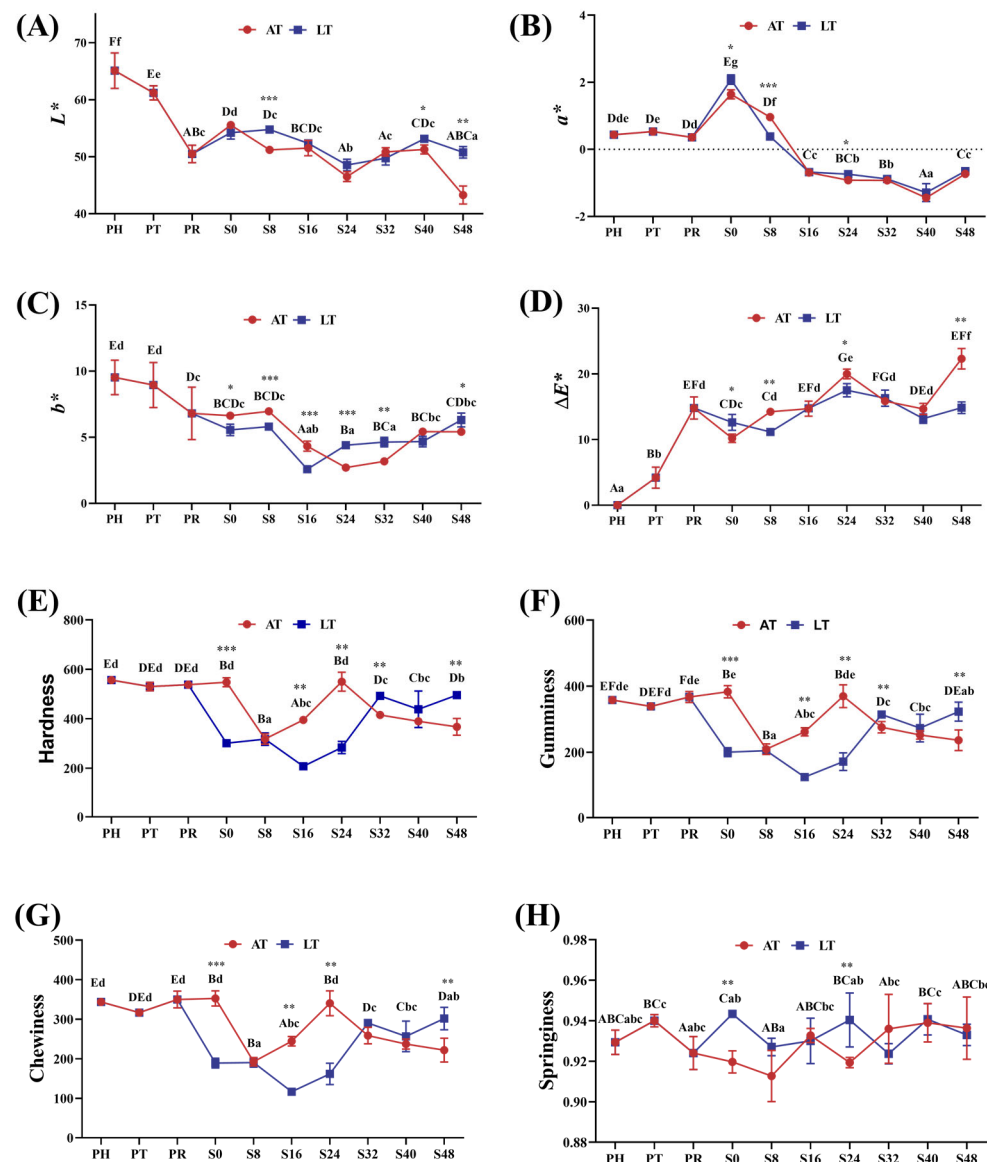 (A)
AT LT
L*
70
60
50
40
Ff Ee ABc Dd *** Dc BCDc Ab Ac * CDc ** ABCa
PH PT PR S0 S8 S16 S24 S32 S40 S48
(B)
AT LT
a*
4
2
0
-2
Dde De Dd * Eg *** Df Cc * BCb Bb Aa Cc
PH PT PR S0 S8 S16 S24 S32 S40 S48
(C)
AT LT
b*
15
10
5
0
Ed Ed Dc * BCDc *** BCDc *** Aab *** Ba ** BCa BCbc * CDbc
PH PT PR S0 S8 S16 S24 S32 S40 S48
(D)
AT LT
ΔE*
30
20
10
0
Aa Bb EFd * CDc ** Cd EFd * Ge FGd DEd ** EFf
PH PT PR S0 S8 S16 S24 S32 S40 S48
(E)
AT LT
Hardness
800
600
400
200
0
Ed DEd DEd *** Bd Ba ** Abc ** Bd ** Dc Cbc ** Db
PH PT PR S0 S8 S16 S24 S32 S40 S48
(F)
AT LT
Gumminess
600
400
200
0
EFde DEFd Fde *** Be Ba ** Abc ** Bde ** Dc Cbc ** DEab
PH PT PR S0 S8 S16 S24 S32 S40 S48
(G)
AT LT
Chewiness
500
400
300
200
100
0
Ed DEd Ed *** Bd Ba ** Abc ** Bd Dc Cbc ** Dab
PH PT PR S0 S8 S16 S24 S32 S40 S48
(H)
AT LT
Springiness
0.98
0.96
0.94
0.92
0.90
0.88
ABCabc BCc Aabc ** Cab ABa ABCbc ** BCab Abc BCc ABCbc
PH PT PR S0 S8 S16 S24 S32 S40 S48